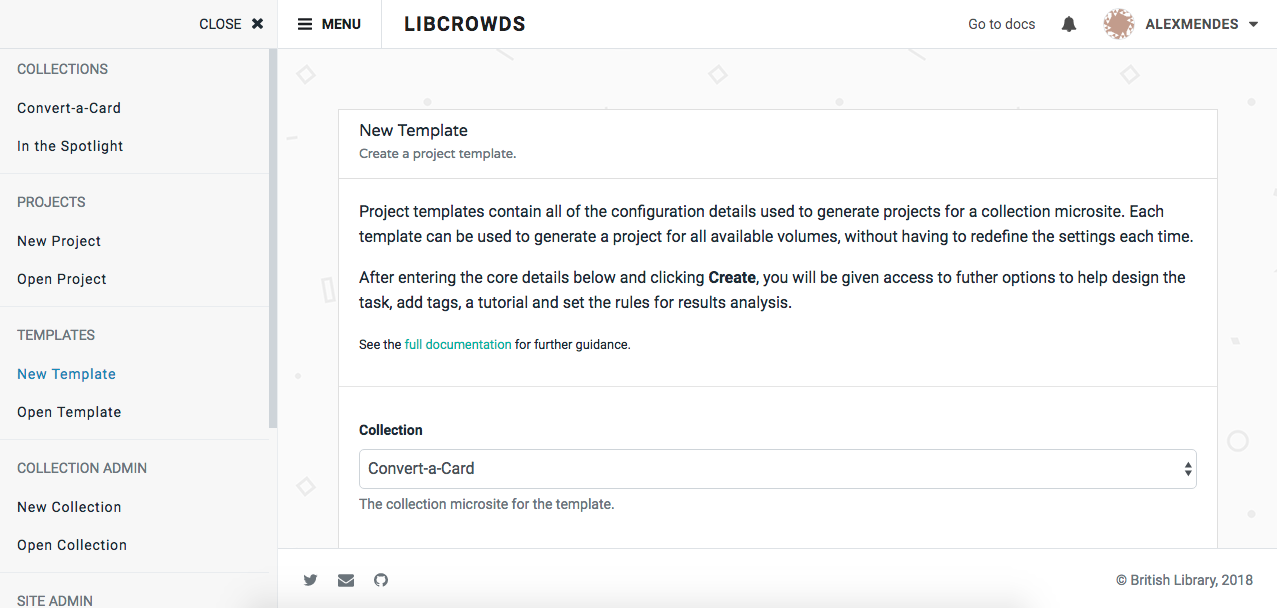 CLOSE ✖
MENU
LIBCROWDS
Go to docs
ALEXMENDES
COLLECTIONS
Convert-a-Card
In the Spotlight
PROJECTS
New Project
Open Project
TEMPLATES
New Template
Open Template
COLLECTION ADMIN
New Collection
Open Collection
SITE ADMIN
New Template
Create a project template.
Project templates contain all of the configuration details used to generate projects for a collection microsite. Each
template can be used to generate a project for all available volumes, without having to redefine the settings each time.
After entering the core details below and clicking Create, you will be given access to futher options to help design the
task, add tags, a tutorial and set the rules for results analysis.
See the full documentation for further guidance.
Collection
Convert-a-Card
The collection microsite for the template.
© British Library, 2018